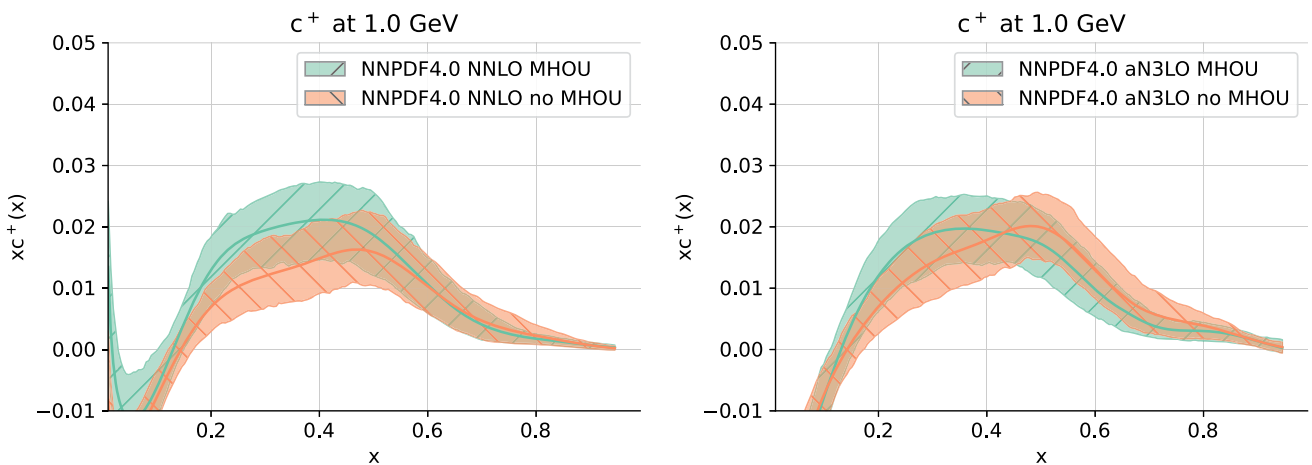 c⁺ at 1.0 GeV
NNPDF4.0 NNLO MHOU
NNPDF4.0 NNLO no MHOU
0.05
0.04
0.03
0.02
0.01
0.00
−0.01
xc⁺(x)
0.2 0.4 0.6 0.8
x
c⁺ at 1.0 GeV
NNPDF4.0 aN3LO MHOU
NNPDF4.0 aN3LO no MHOU
0.05
0.04
0.03
0.02
0.01
0.00
−0.01
xc⁺(x)
0.2 0.4 0.6 0.8
x